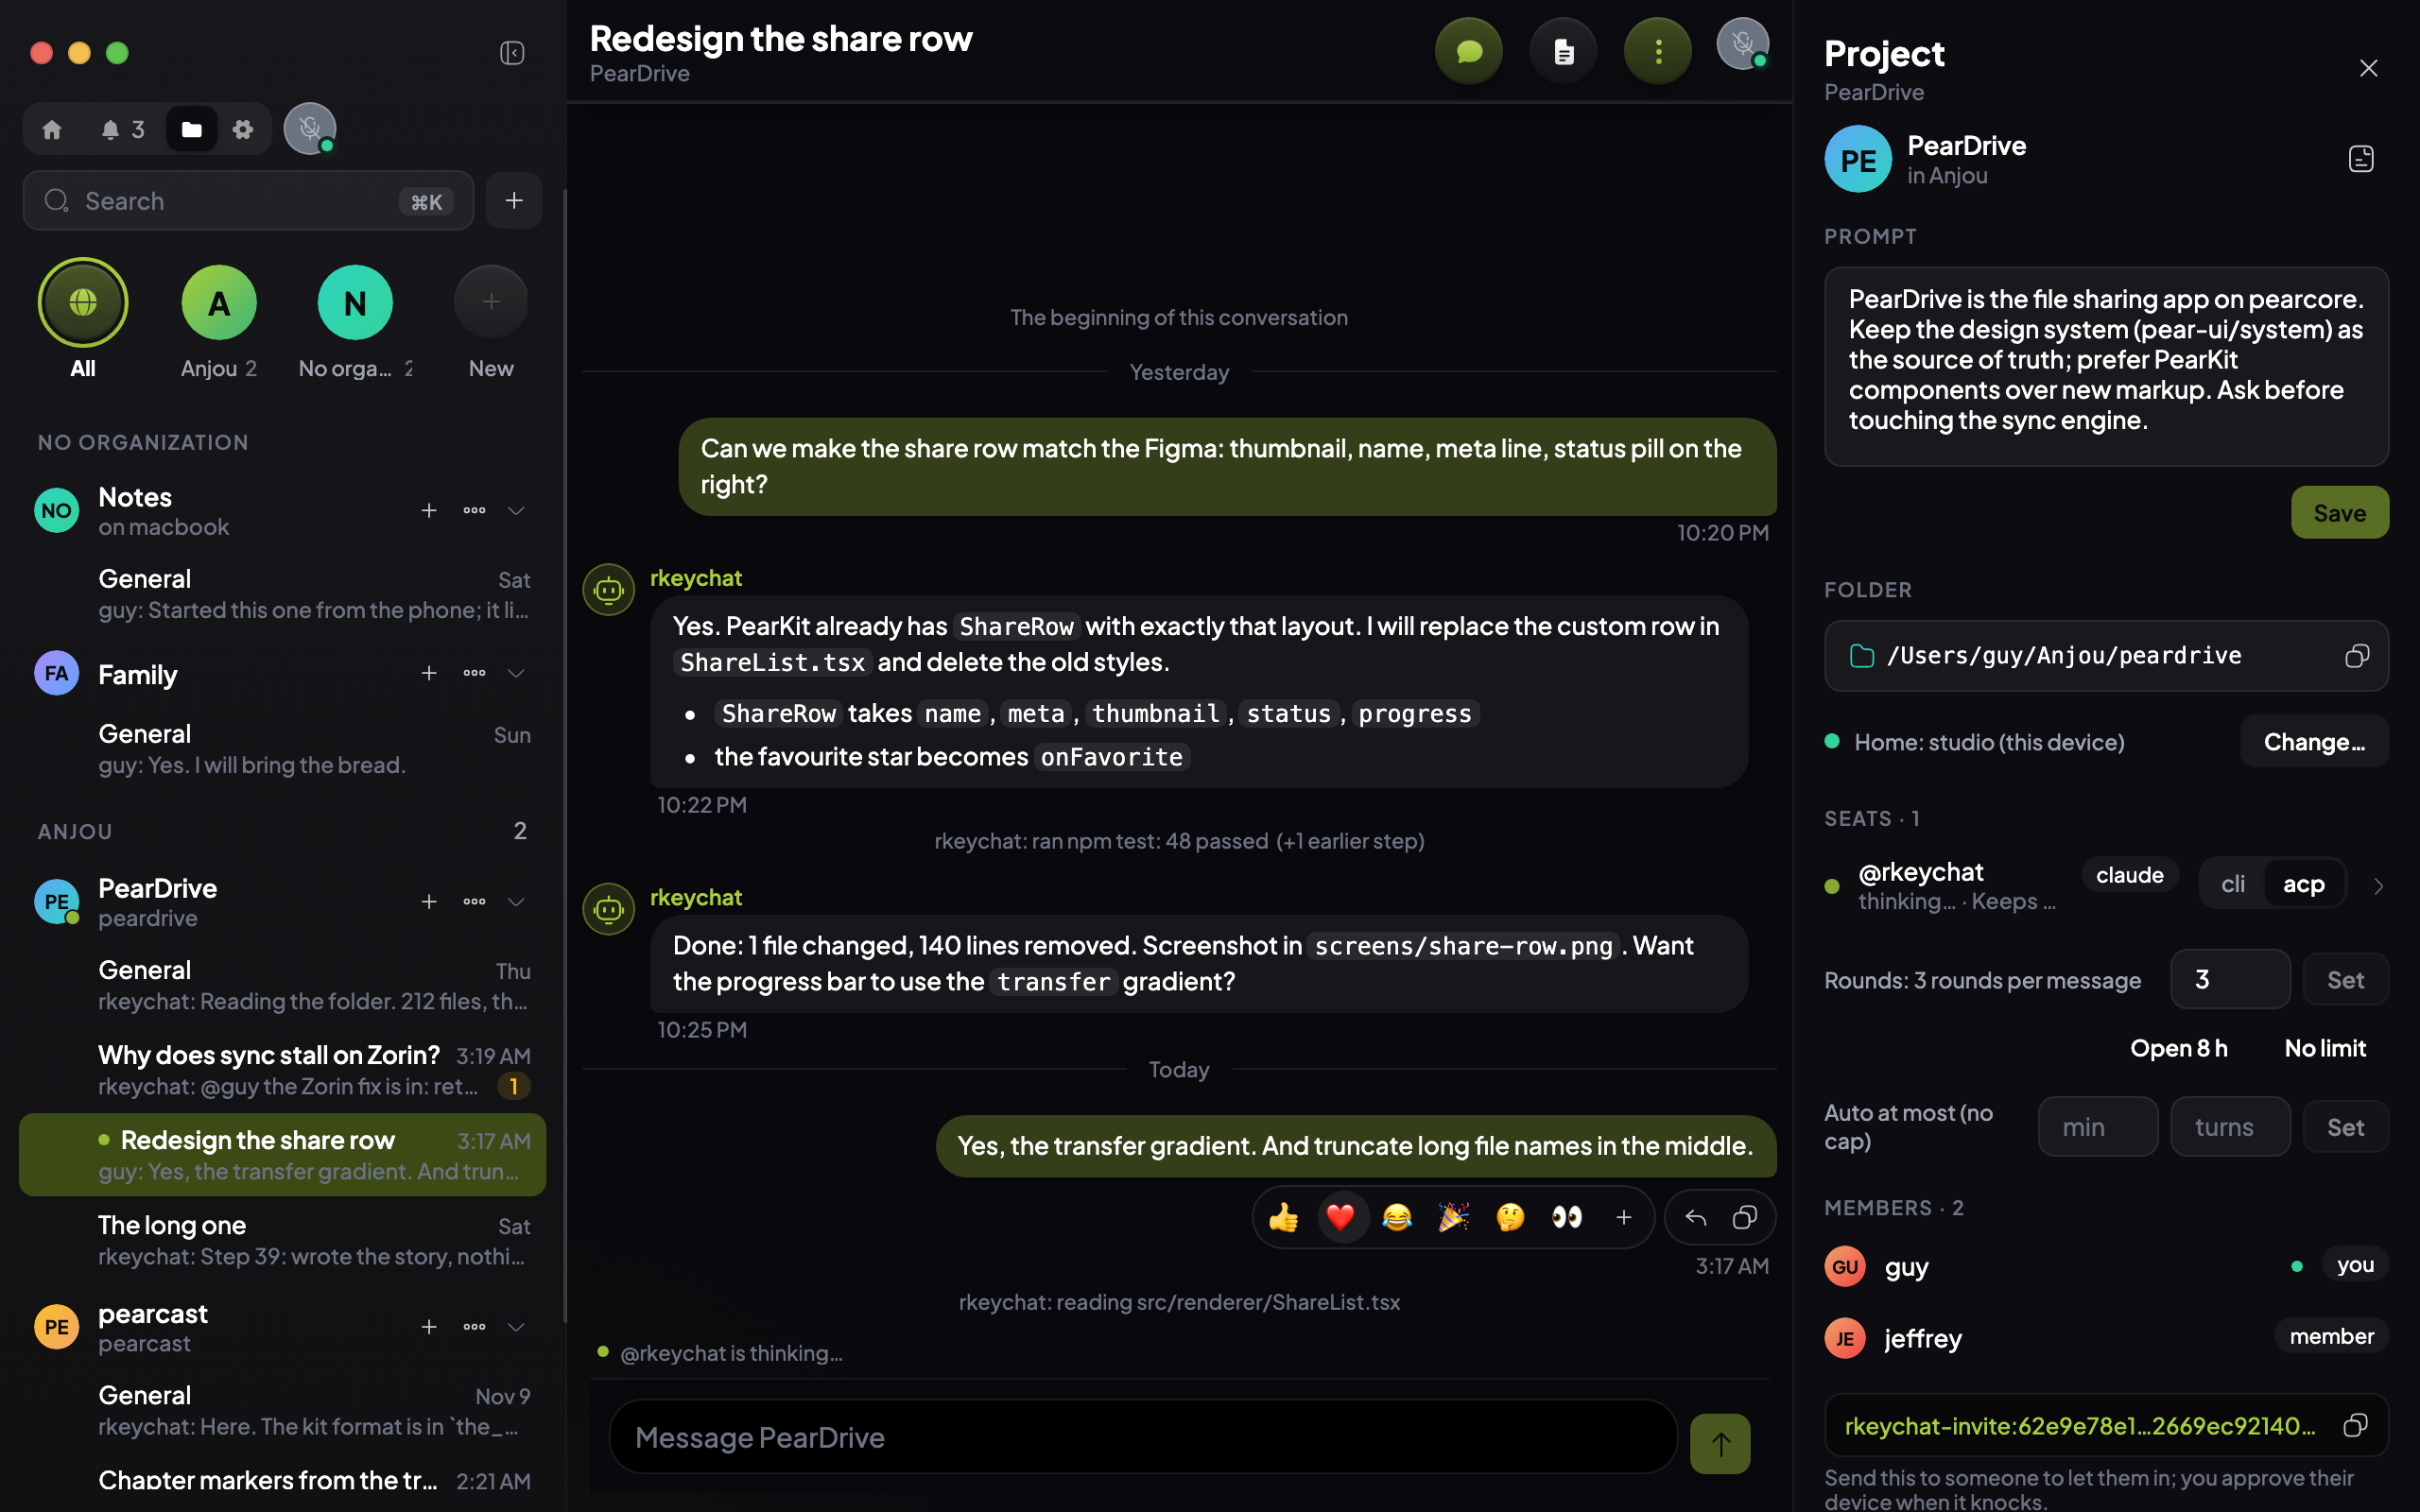 3
Search
⌘K
All
Anjou 2
No orga… 2
New
NO ORGANIZATION
NO
Notes
on macbook
General
Sat
guy: Started this one from the phone; it li…
FA
Family
General
Sun
guy: Yes. I will bring the bread.
ANJOU
2
PE
PearDrive
peardrive
General
Thu
rkeychat: Reading the folder. 212 files, th…
Why does sync stall on Zorin?
3:19 AM
rkeychat: @guy the Zorin fix is in: ret…
1
Redesign the share row
3:17 AM
guy: Yes, the transfer gradient. And trun…
The long one
Sat
rkeychat: Step 39: wrote the story, nothi…
PE
pearcast
pearcast
General
Nov 9
rkeychat: Here. The kit format is in `the_…
Chapter markers from the tr…
2:21 AM
Redesign the share row
PearDrive
The beginning of this conversation
Yesterday
Can we make the share row match the Figma: thumbnail, name, meta line, status pill on the
right?
10:20 PM
rkeychat
Yes. PearKit already has ShareRow with exactly that layout. I will replace the custom row in
ShareList.tsx and delete the old styles.
• ShareRow takes name, meta, thumbnail, status, progress
• the favourite star becomes onFavorite
10:22 PM
rkeychat: ran npm test: 48 passed (+1 earlier step)
rkeychat
Done: 1 file changed, 140 lines removed. Screenshot in screens/share-row.png. Want
the progress bar to use the transfer gradient?
10:25 PM
Today
Yes, the transfer gradient. And truncate long file names in the middle.
3:17 AM
rkeychat: reading src/renderer/ShareList.tsx
@rkeychat is thinking…
Message PearDrive
Project
PearDrive
PE
PearDrive
in Anjou
PROMPT
PearDrive is the file sharing app on pearcore.
Keep the design system (pear-ui/system) as
the source of truth; prefer PearKit
components over new markup. Ask before
touching the sync engine.
Save
FOLDER
/Users/guy/Anjou/peardrive
Home: studio (this device)
Change…
SEATS · 1
@rkeychat
thinking… · Keeps …
claude
cli
acp
Rounds: 3 rounds per message
3
Set
Open 8 h
No limit
Auto at most (no
cap)
min
turns
Set
MEMBERS · 2
GU
guy
you
JE
jeffrey
member
rkeychat-invite:62e9e78e1…2669ec92140…
Send this to someone to let them in; you approve their
device when it knocks.
A
N